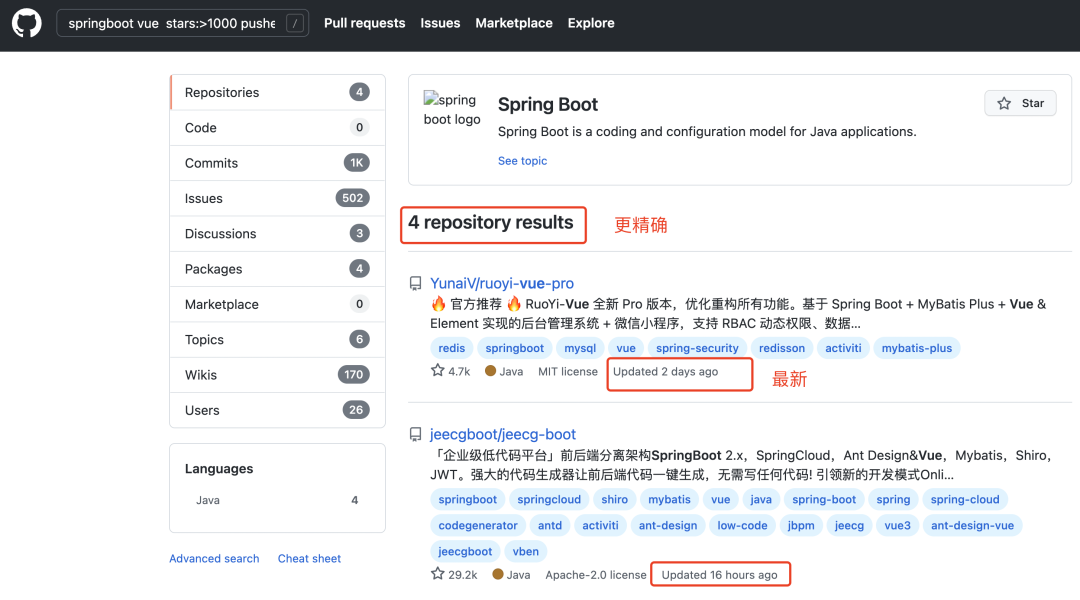 springboot vue stars:>1000 pushe /
Pull requests Issues Marketplace Explore
Repositories 4
Code 0
Commits 1K
Issues 502
Discussions 3
Packages 4
Marketplace 0
Topics 6
Wikis 170
Users 26
Languages
Java 4
Advanced search Cheat sheet
spring boot logo
Spring Boot
Star
Spring Boot is a coding and configuration model for Java applications.
See topic
4 repository results 更精确
YunaiV/ruoyi-vue-pro
🔥 官方推荐 🔥 RuoYi-Vue 全新 Pro 版本，优化重构所有功能。基于 Spring Boot + MyBatis Plus + Vue &
Element 实现的后台管理系统 + 微信小程序，支持 RBAC 动态权限、数据...
redis springboot mysql vue spring-security redisson activiti mybatis-plus
4.7k Java MIT license Updated 2 days ago 最新
jeecgboot/jeecg-boot
「企业级低代码平台」前后端分离架构SpringBoot 2.x，SpringCloud，Ant Design&Vue，Mybatis，Shiro，
JWT。强大的代码生成器让前后端代码一键生成，无需写任何代码! 引领新的开发模式Onli...
springboot springcloud shiro mybatis vue java spring-boot spring spring-cloud
codegenerator antd activiti ant-design low-code jbpm jeecg vue3 ant-design-vue
jeecgboot vben
29.2k Java Apache-2.0 license Updated 16 hours ago